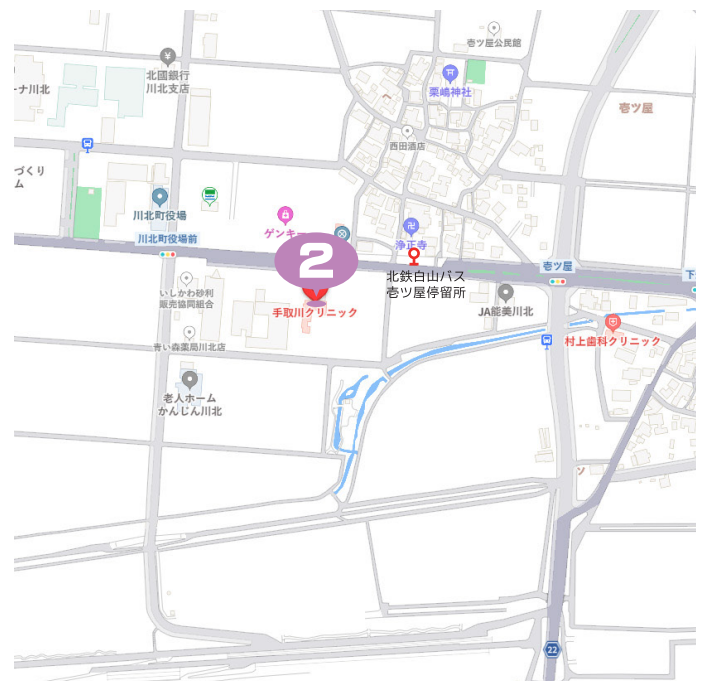 壱ツ屋公民館
北國銀行
川北支店
ーナ川北
栗嶋神社
壱ツ屋
西田酒店
づくり
ム
川北町役場
ゲンキー
浄正寺
川北町役場前
2
壱ツ屋
下
北鉄白山バス
壱ツ屋停留所
いしかわ砂利
販売協同組合
手取川クリニック
JA能美川北
村上歯科クリニック
青い森薬局川北店
老人ホーム
かんじん川北
ソ
22